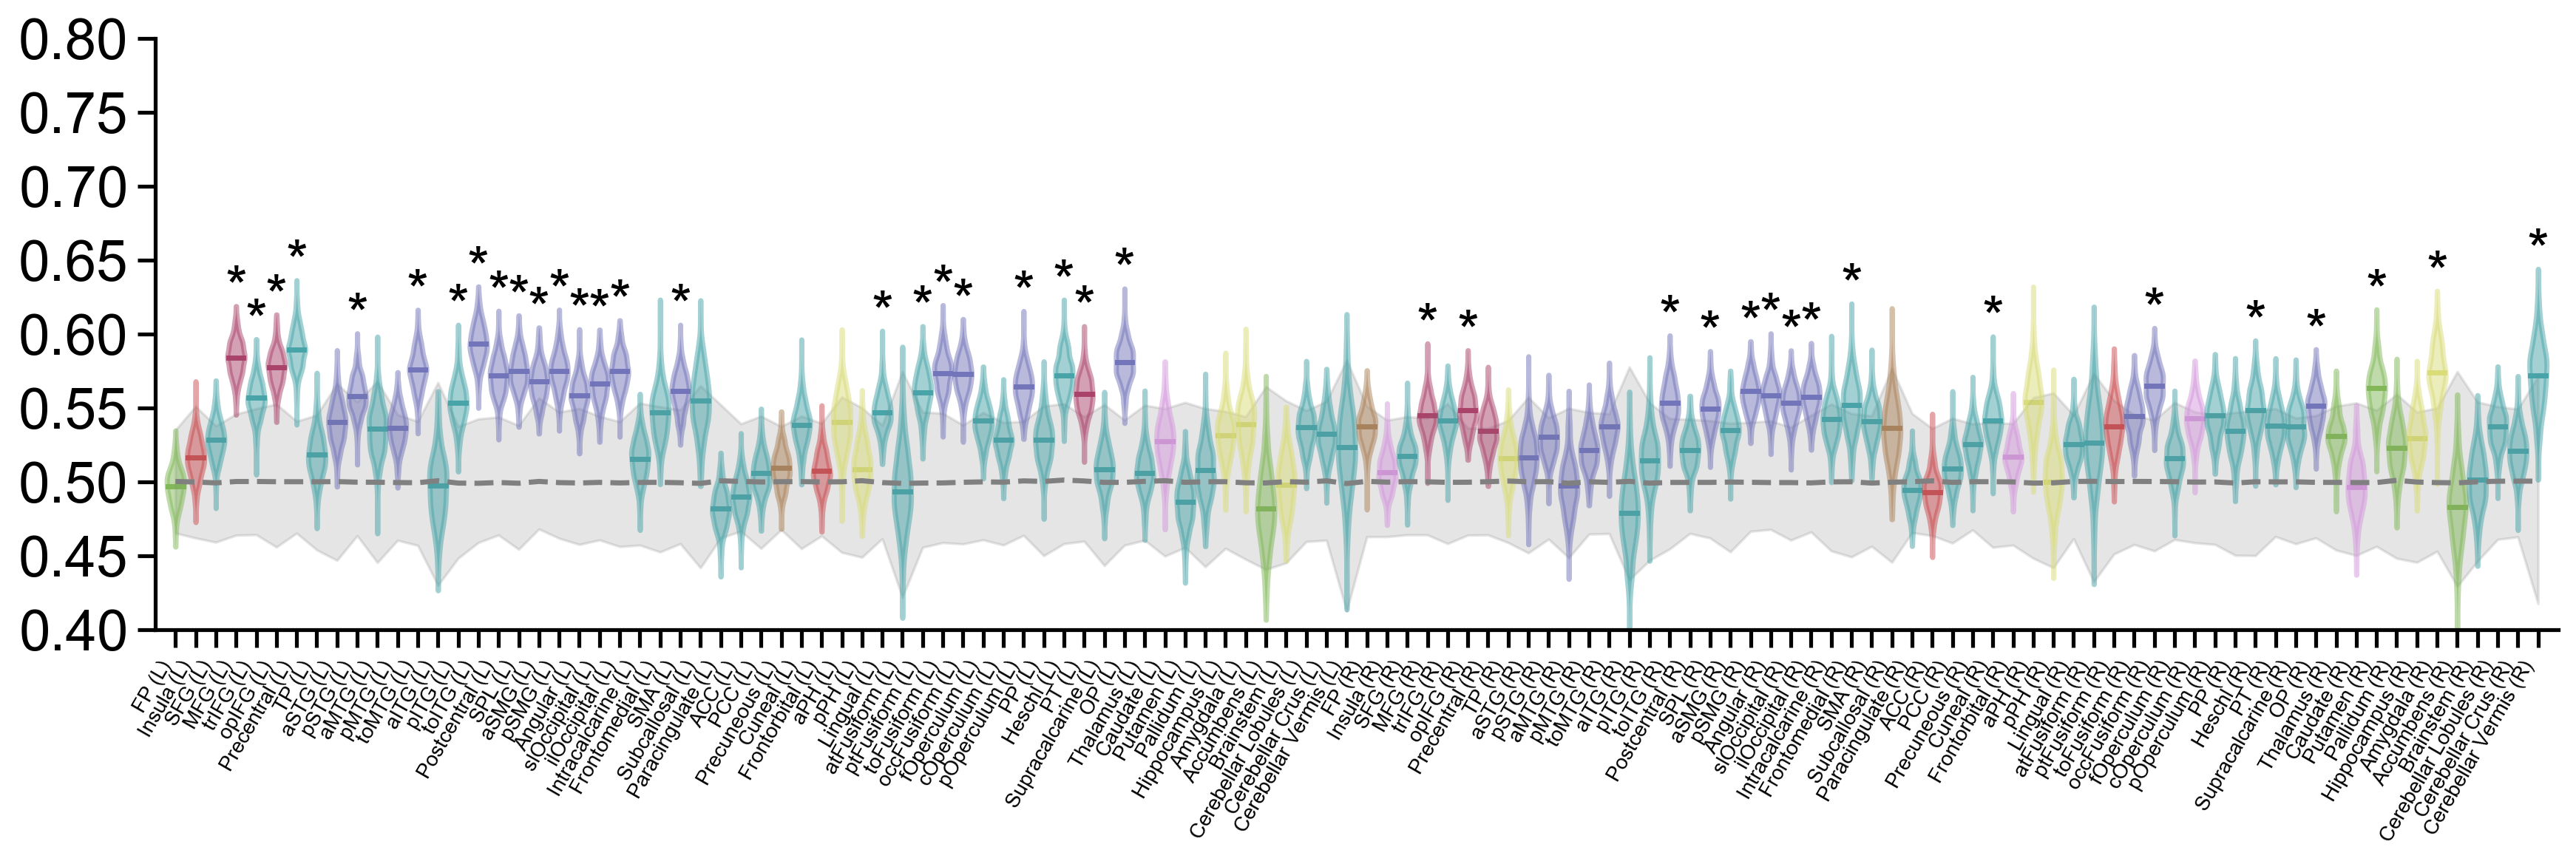 0.80
0.75
0.70
0.65
0.60
0.55
0.50
0.45
0.40
* * * * * * * * * * * * * * * * * * * * * * * * * * * * * * * * * * * * * * * * * * * * * *
FP (L)
Insula (L)
SFG (L)
MFG (L)
triFG (L)
opIFG (L)
Precentral (L)
TP (L)
aSTG (L)
pSTG (L)
aMTG (L)
pMTG (L)
toMTG (L)
aITG (L)
pITG (L)
toITG (L)
Postcentral (L)
SPL (L)
aSMG (L)
pSMG (L)
Angular (L)
slOccipital (L)
ilOccipital (L)
Intracalcarine (L)
Frontomedial (L)
SMA (L)
Subcallosal (L)
Paracingulate (L)
ACC (L)
PCC (L)
Precuneous (L)
Cuneal (L)
Frontorbital (L)
aPH (L)
pPH (L)
Lingual (L)
atFusiform (L)
ptFusiform (L)
toFusiform (L)
occFusiform (L)
fOperculum (L)
cOperculum (L)
pOperculum (L)
PP (L)
Heschl (L)
PT (L)
Supracalcarine (L)
OP (L)
Thalamus (L)
Caudate (L)
Putamen (L)
Pallidum (L)
Hippocampus (L)
Amygdala (L)
Accumbens (L)
Brainstem (L)
Cerebellar Lobules (L)
Cerebellar Crus (L)
Cerebellar Vermis (L)
FP (R)
Insula (R)
SFG (R)
MFG (R)
triFG (R)
opIFG (R)
Precentral (R)
TP (R)
aSTG (R)
pSTG (R)
aMTG (R)
pMTG (R)
toMTG (R)
aITG (R)
pITG (R)
toITG (R)
Postcentral (R)
SPL (R)
aSMG (R)
pSMG (R)
Angular (R)
slOccipital (R)
ilOccipital (R)
Intracalcarine (R)
Frontomedial (R)
SMA (R)
Subcallosal (R)
Paracingulate (R)
ACC (R)
PCC (R)
Precuneous (R)
Cuneal (R)
Frontorbital (R)
aPH (R)
pPH (R)
Lingual (R)
atFusiform (R)
ptFusiform (R)
toFusiform (R)
occFusiform (R)
fOperculum (R)
cOperculum (R)
pOperculum (R)
PP (R)
Heschl (R)
PT (R)
Supracalcarine (R)
OP (R)
Thalamus (R)
Caudate (R)
Putamen (R)
Pallidum (R)
Hippocampus (R)
Amygdala (R)
Accumbens (R)
Brainstem (R)
Cerebellar Lobules (R)
Cerebellar Crus (R)
Cerebellar Vermis (R)